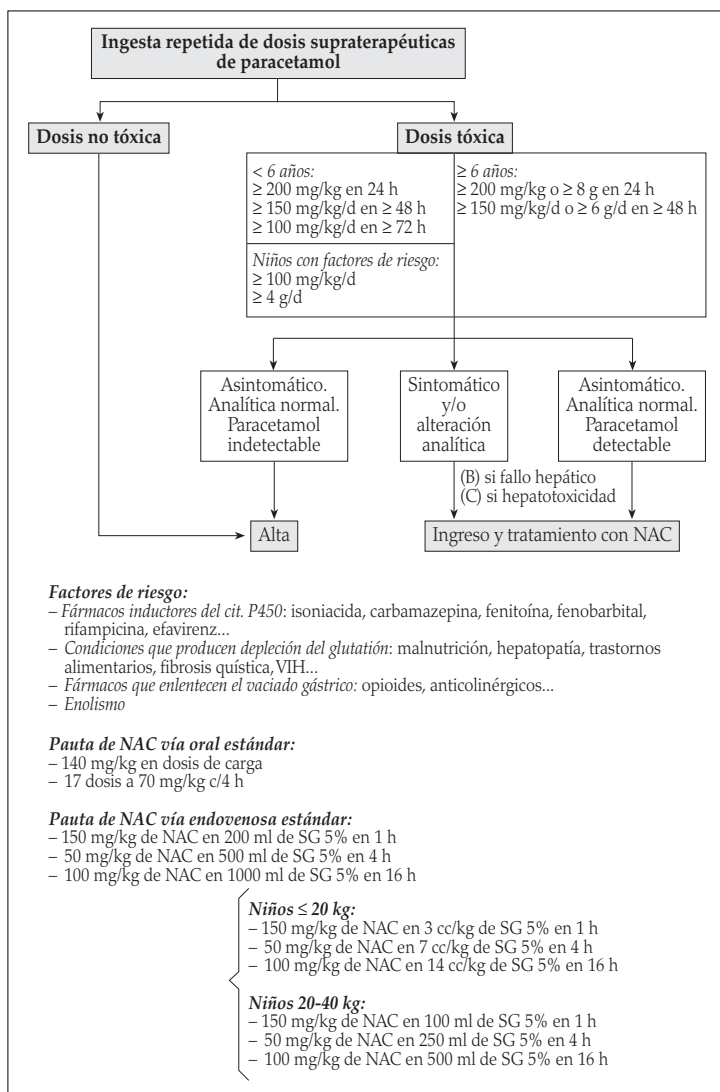 Ingesta repetida de dosis supraterapéuticas
de paracetamol
Dosis no tóxica
Dosis tóxica
< 6 años:
≥ 200 mg/kg en 24 h
≥ 150 mg/kg/d en ≥ 48 h
≥ 100 mg/kg/d en ≥ 72 h
Niños con factores de riesgo:
≥ 100 mg/kg/d
≥ 4 g/d
≥ 6 años:
≥ 200 mg/kg o ≥ 8 g en 24 h
≥ 150 mg/kg/d o ≥ 6 g/d en ≥ 48 h
Asintomático.
Analítica normal.
Paracetamol
indetectable
Sintomático
y/o
alteración
analítica
Asintomático.
Analítica normal.
Paracetamol
detectable
(B) si fallo hepático
(C) si hepatotoxicidad
Alta
Ingreso y tratamiento con NAC
Factores de riesgo:
– Fármacos inductores del cit. P450: isoniacida, carbamazepina, fenitoína, fenobarbital,
rifampicina, efavirenz...
– Condiciones que producen depleción del glutatión: malnutrición, hepatopatía, trastornos
alimentarios, fibrosis quística, VIH...
– Fármacos que enlentecen el vaciado gástrico: opioides, anticolinérgicos...
– Enolismo
Pauta de NAC vía oral estándar:
– 140 mg/kg en dosis de carga
– 17 dosis a 70 mg/kg c/4 h
Pauta de NAC vía endovenosa estándar:
– 150 mg/kg de NAC en 200 ml de SG 5% en 1 h
– 50 mg/kg de NAC en 500 ml de SG 5% en 4 h
– 100 mg/kg de NAC en 1000 ml de SG 5% en 16 h
Niños ≤ 20 kg:
– 150 mg/kg de NAC en 3 cc/kg de SG 5% en 1 h
– 50 mg/kg de NAC en 7 cc/kg de SG 5% en 4 h
– 100 mg/kg de NAC en 14 cc/kg de SG 5% en 16 h
Niños 20-40 kg:
– 150 mg/kg de NAC en 100 ml de SG 5% en 1 h
– 50 mg/kg de NAC en 250 ml de SG 5% en 4 h
– 100 mg/kg de NAC en 500 ml de SG 5% en 16 h